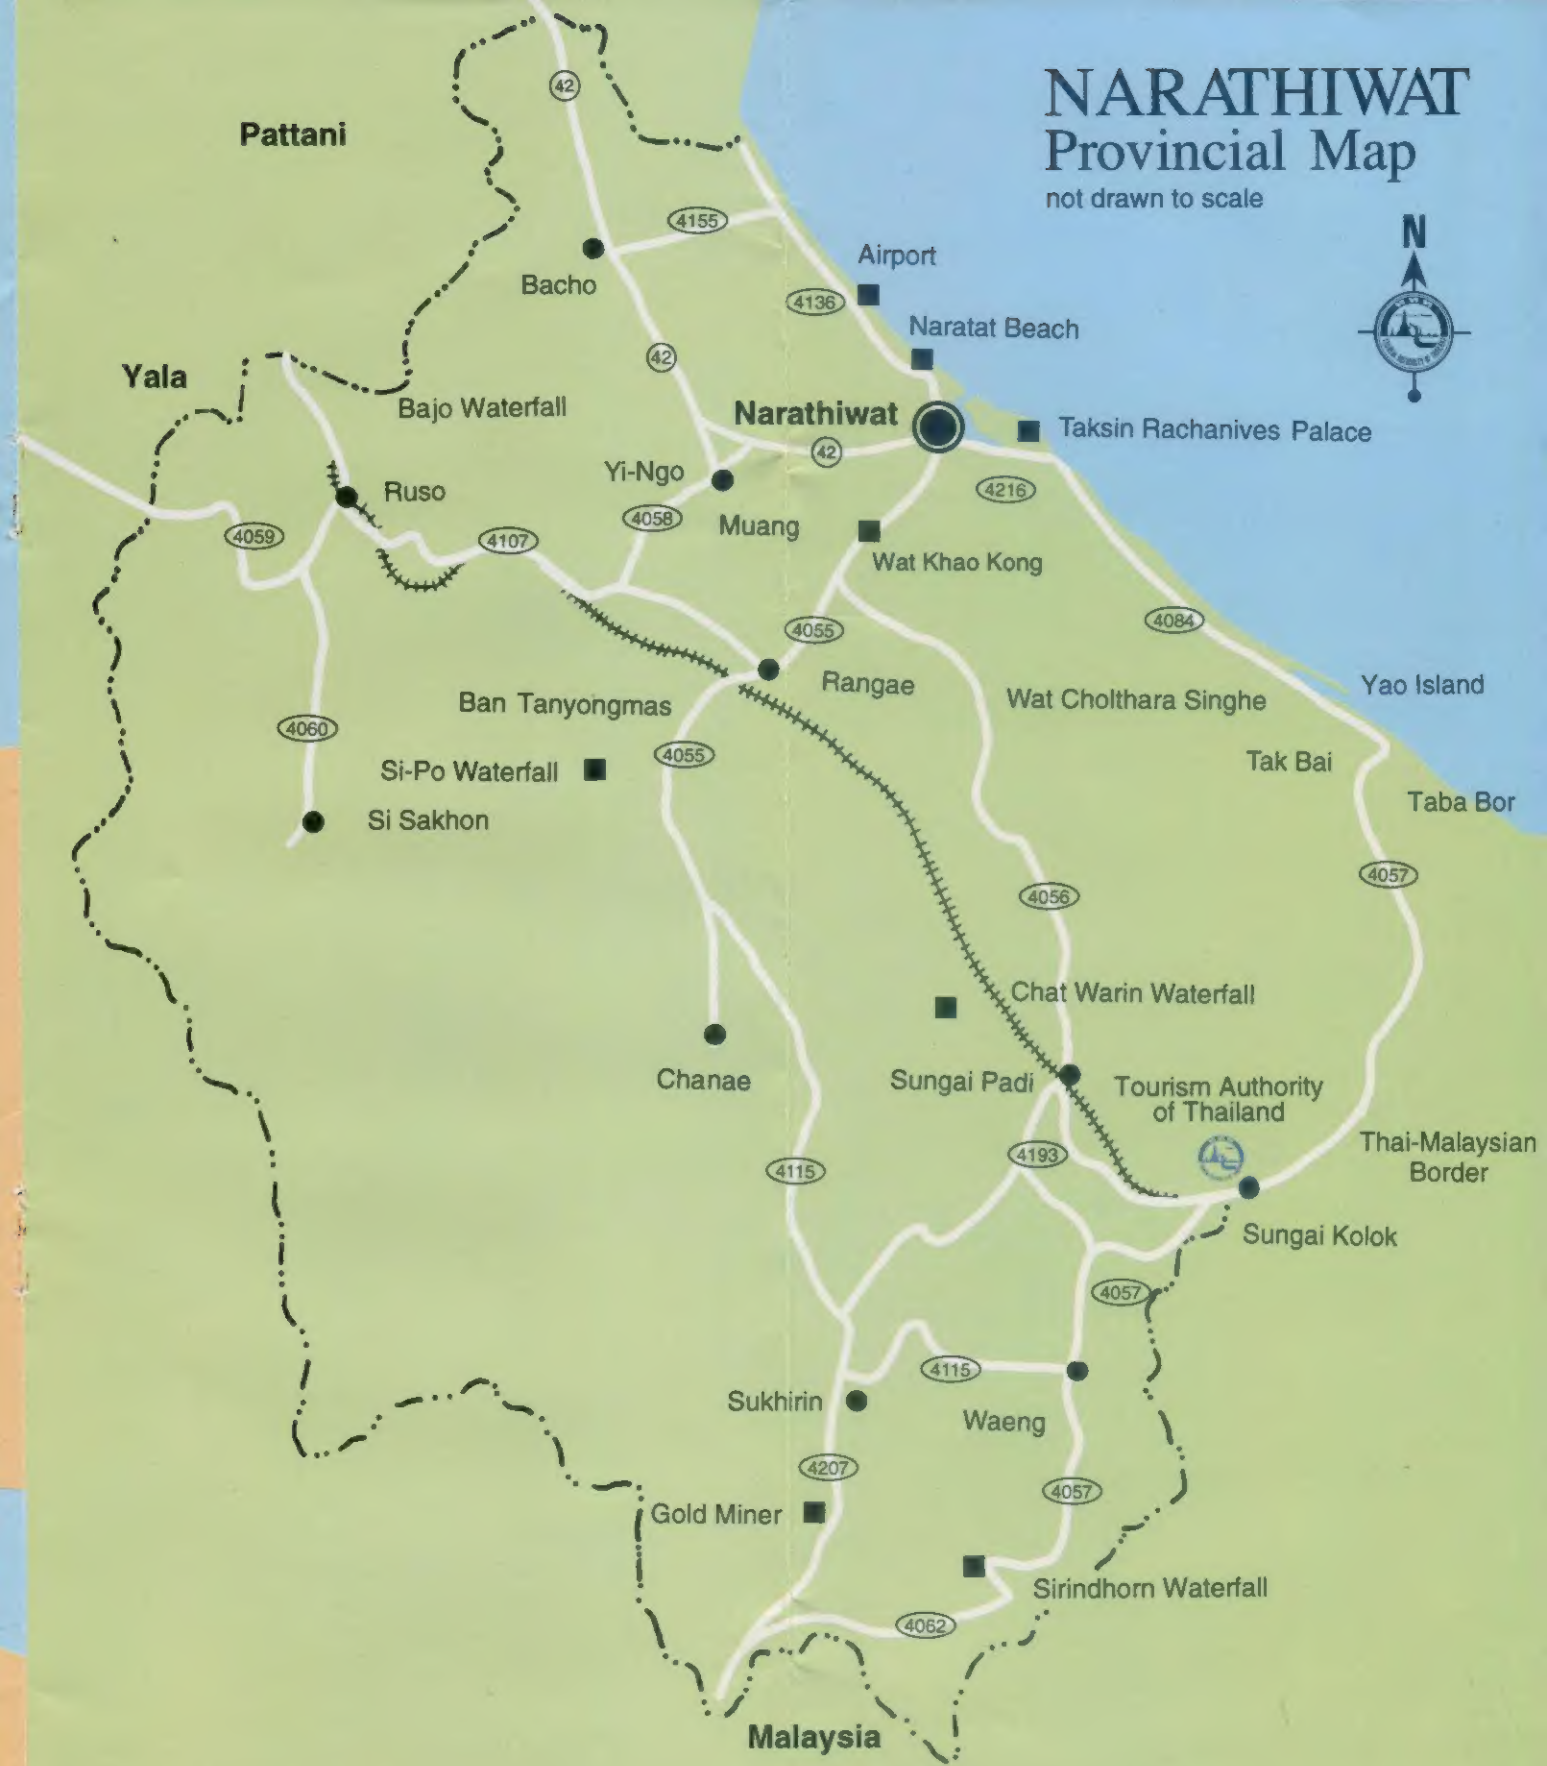 NARATHIWAT
Provincial Map
not drawn to scale
N
42
Pattani
4155
Airport
Bacho
4136
Naratat Beach
42
Yala
Bajo Waterfall
Narathiwat
Taksin Rachanives Palace
42
Yi-Ngo
Ruso
4216
4058
Muang
4059
4107
Wat Khao Kong
4084
4055
Rangae
Yao Island
Ban Tanyongmas
Wat Cholthara Singhe
4060
4055
Tak Bai
Si-Po Waterfall
Taba Bor
Si Sakhon
4057
4056
Chat Warin Waterfall
Chanae
Sungai Padi
Tourism Authority
of Thailand
4193
Thai-Malaysian
Border
4115
Sungai Kolok
4057
4115
Sukhirin
Waeng
4207
4057
Gold Miner
Sirindhorn Waterfall
4062
Malaysia